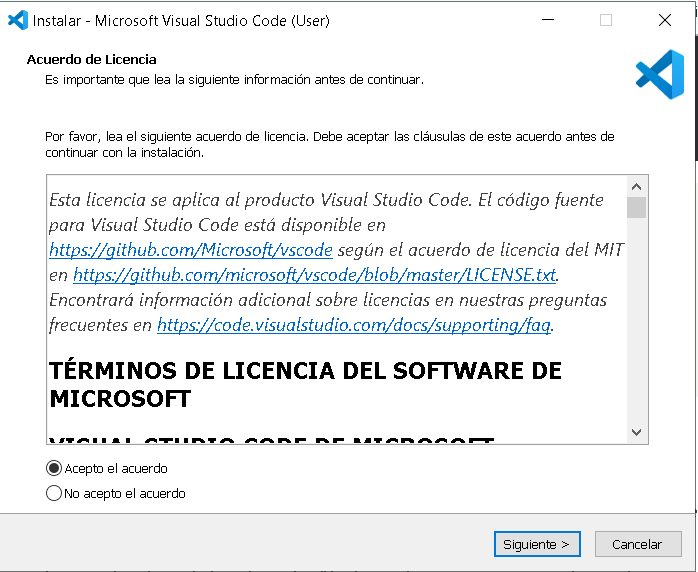 Instalar - Microsoft Visual Studio Code (User)
Acuerdo de Licencia
Es importante que lea la siguiente información antes de continuar.
Por favor, lea el siguiente acuerdo de licencia. Debe aceptar las cláusulas de este acuerdo antes de
continuar con la instalación.
Esta licencia se aplica al producto Visual Studio Code. El código fuente
para Visual Studio Code está disponible en
https://github.com/Microsoft/vscode según el acuerdo de licencia del MIT
en https://github.com/microsoft/vscode/blob/master/LICENSE.txt.
Encontrará información adicional sobre licencias en nuestras preguntas
frecuentes en https://code.visualstudio.com/docs/supporting/faq.
TÉRMINOS DE LICENCIA DEL SOFTWARE DE
MICROSOFT
VISUAL STUDIO CODE DE MICROSOFT
Acepto el acuerdo
No acepto el acuerdo
Siguiente >
Cancelar